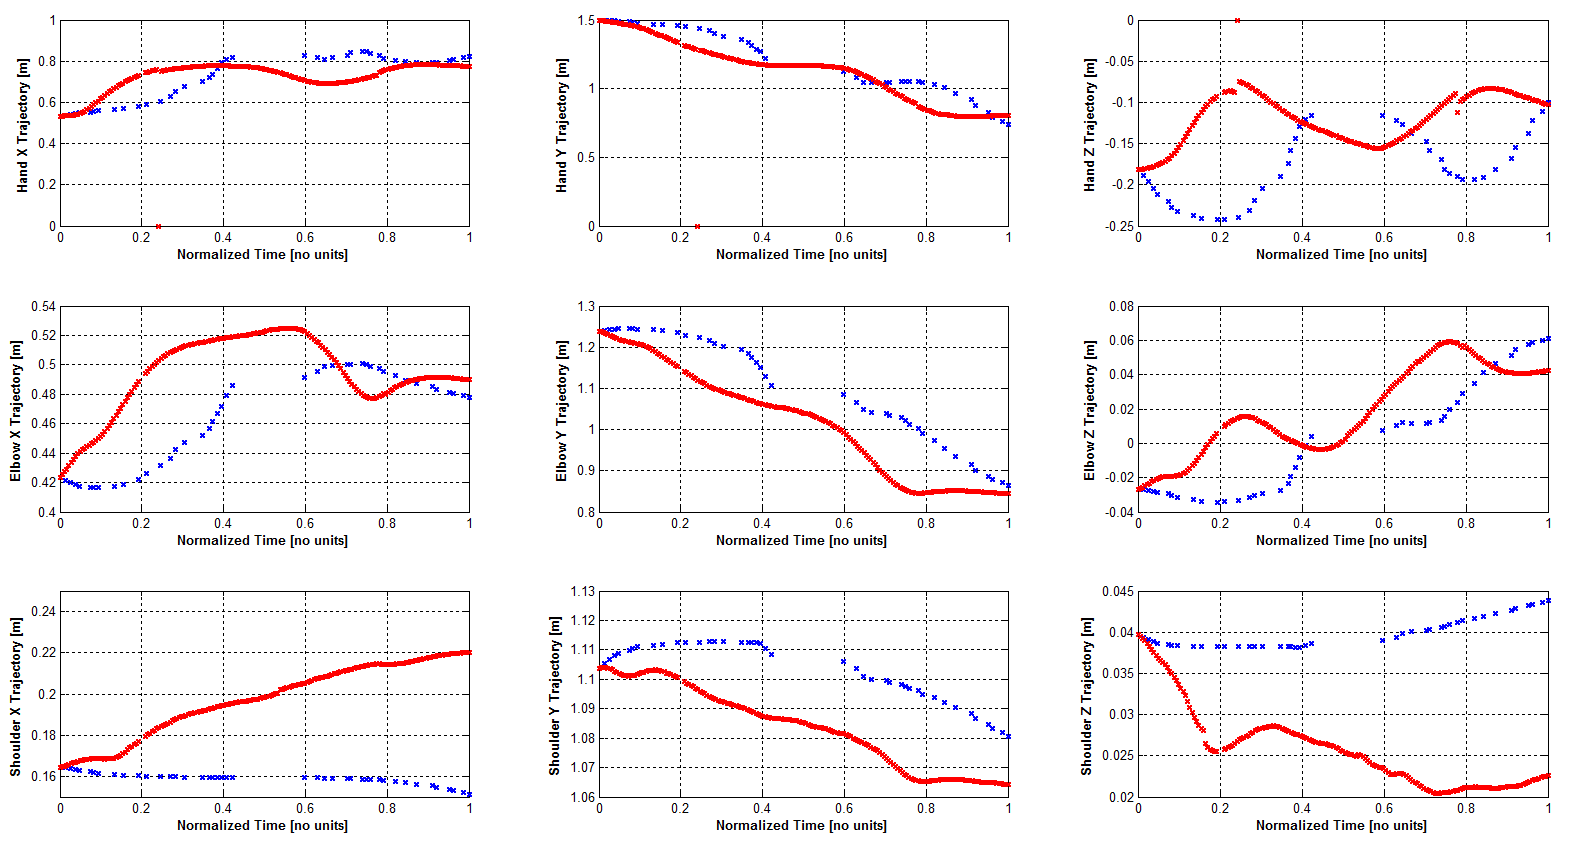 Hand X Trajectory [m]
1
0.8
0.6
0.4
0.2
0
0 0.2 0.4 0.6 0.8 1
Normalized Time [no units]
Hand Y Trajectory [m]
1.5
1
0.5
0
0 0.2 0.4 0.6 0.8 1
Normalized Time [no units]
Hand Z Trajectory [m]
0
-0.05
-0.1
-0.15
-0.2
-0.25
0 0.2 0.4 0.6 0.8 1
Normalized Time [no units]
Elbow X Trajectory [m]
0.54
0.52
0.5
0.48
0.46
0.44
0.42
0.4
0 0.2 0.4 0.6 0.8 1
Normalized Time [no units]
Elbow Y Trajectory [m]
1.3
1.2
1.1
1
0.9
0.8
0 0.2 0.4 0.6 0.8 1
Normalized Time [no units]
Elbow Z Trajectory [m]
0.08
0.06
0.04
0.02
0
-0.02
-0.04
0 0.2 0.4 0.6 0.8 1
Normalized Time [no units]
Shoulder X Trajectory [m]
0.24
0.22
0.2
0.18
0.16
0 0.2 0.4 0.6 0.8 1
Normalized Time [no units]
Shoulder Y Trajectory [m]
1.13
1.12
1.11
1.1
1.09
1.08
1.07
1.06
0 0.2 0.4 0.6 0.8 1
Normalized Time [no units]
Shoulder Z Trajectory [m]
0.045
0.04
0.035
0.03
0.025
0.02
0 0.2 0.4 0.6 0.8 1
Normalized Time [no units]